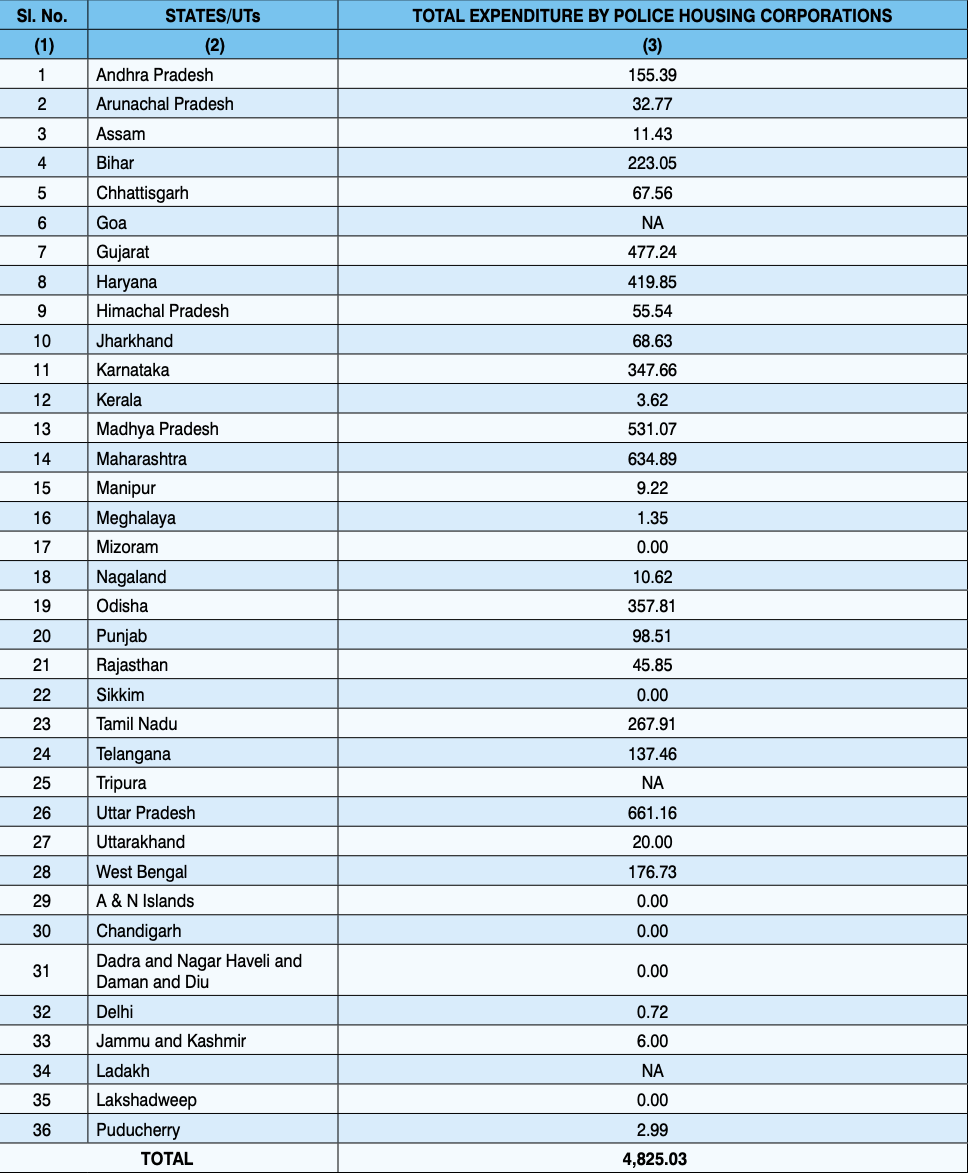 Sl. No. STATES/UTs TOTAL EXPENDITURE BY POLICE HOUSING CORPORATIONS
(1) (2) (3)
1 Andhra Pradesh 155.39
2 Arunachal Pradesh 32.77
3 Assam 11.43
4 Bihar 223.05
5 Chhattisgarh 67.56
6 Goa NA
7 Gujarat 477.24
8 Haryana 419.85
9 Himachal Pradesh 55.54
10 Jharkhand 68.63
11 Karnataka 347.66
12 Kerala 3.62
13 Madhya Pradesh 531.07
14 Maharashtra 634.89
15 Manipur 9.22
16 Meghalaya 1.35
17 Mizoram 0.00
18 Nagaland 10.62
19 Odisha 357.81
20 Punjab 98.51
21 Rajasthan 45.85
22 Sikkim 0.00
23 Tamil Nadu 267.91
24 Telangana 137.46
25 Tripura NA
26 Uttar Pradesh 661.16
27 Uttarakhand 20.00
28 West Bengal 176.73
29 A & N Islands 0.00
30 Chandigarh 0.00
31 Dadra and Nagar Haveli and
Daman and Diu 0.00
32 Delhi 0.72
33 Jammu and Kashmir 6.00
34 Ladakh NA
35 Lakshadweep 0.00
36 Puducherry 2.99
TOTAL 4,825.03